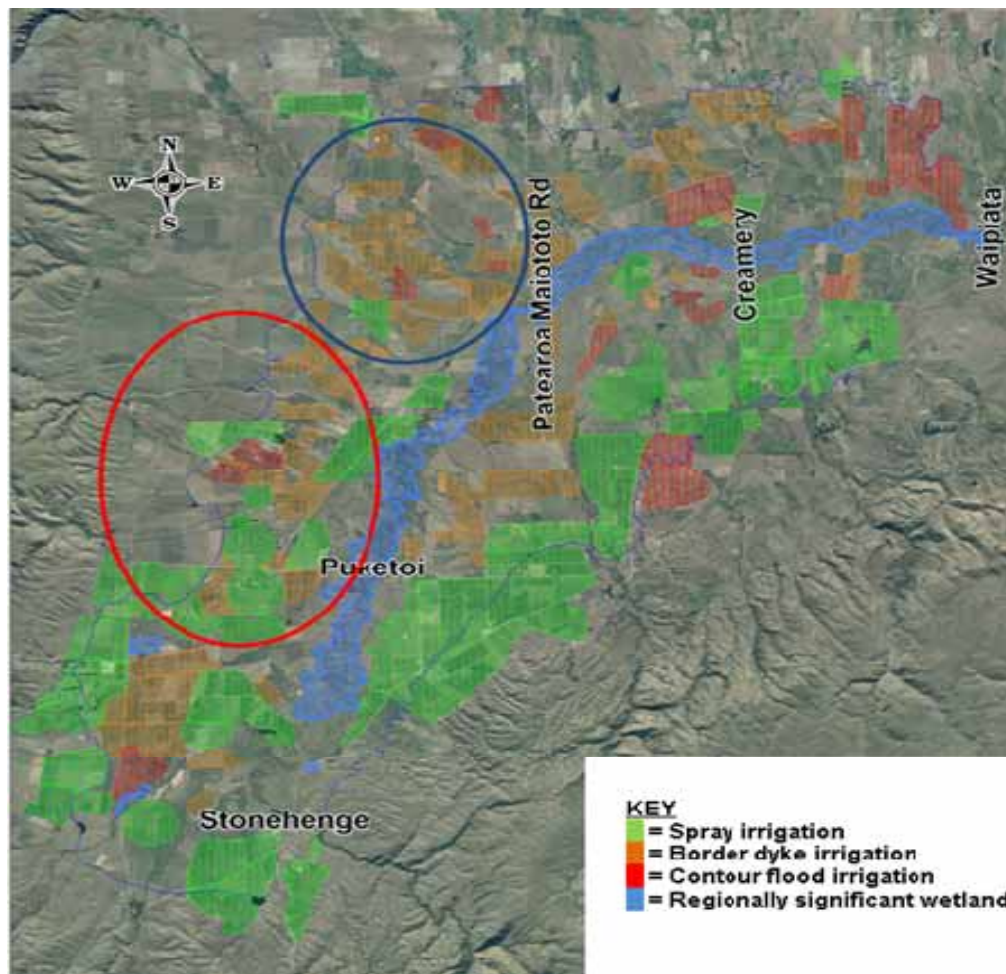 N
W E
S
Patearoa Maiototo Rd
Creamery
Waipiata
Puketoi
Stonehenge
KEY
= Spray irrigation
= Border dyke irrigation
= Contour flood irrigation
= Regionally significant wetland